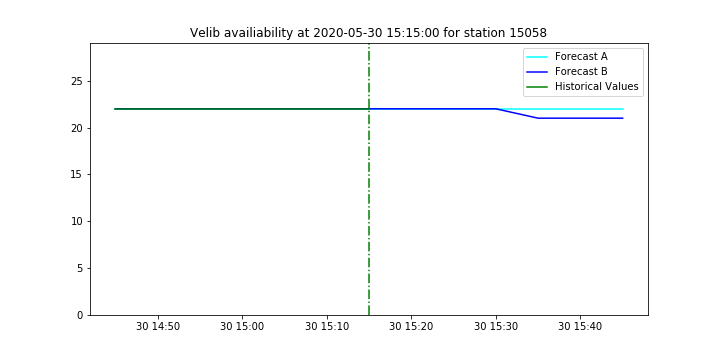 Velib availiability at 2020-05-30 15:15:00 for station 15058
Forecast A
Forecast B
Historical Values
25
20
15
10
5
0
30 14:50 30 15:00 30 15:10 30 15:20 30 15:30 30 15:40